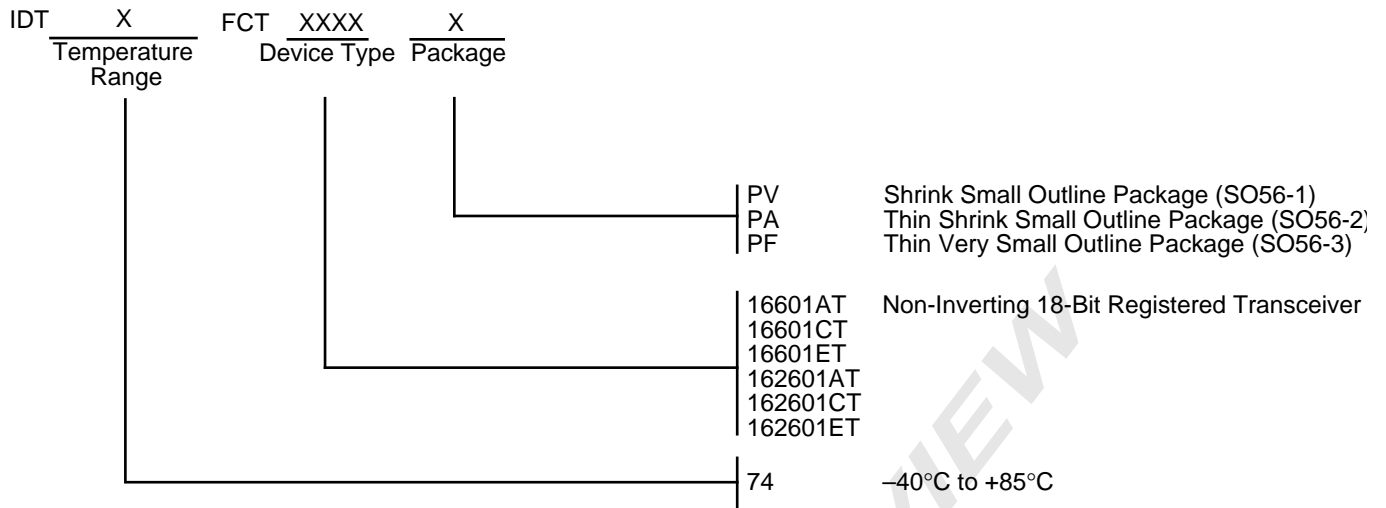 IDT X FCT XXXX X
Temperature Range Device Type Package
PV Shrink Small Outline Package (SO56-1)
PA Thin Shrink Small Outline Package (SO56-2)
PF Thin Very Small Outline Package (SO56-3)
16601AT Non-Inverting 18-Bit Registered Transceiver
16601CT
16601ET
162601AT
162601CT
162601ET
74 –40°C to +85°C